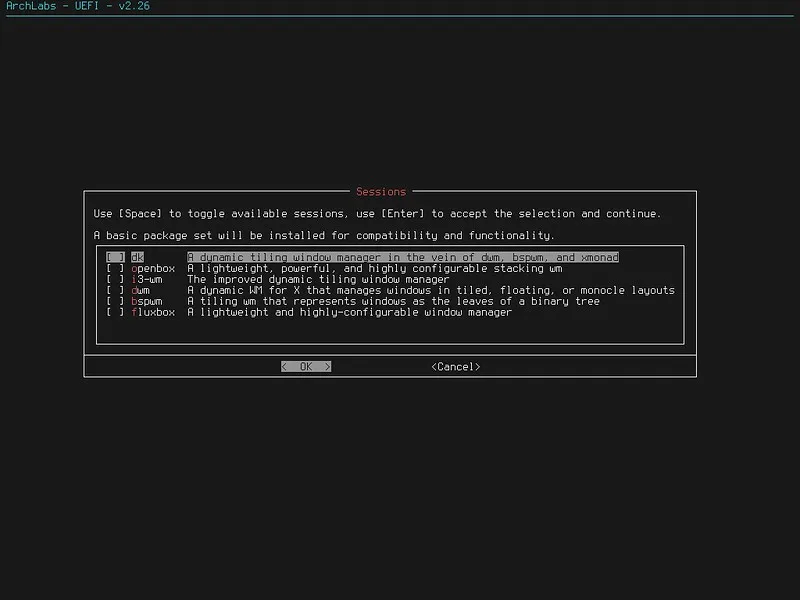 ArchLabs - UEFI - v2.26
Sessions
Use [Space] to toggle available sessions, use [Enter] to accept the selection and continue.
A basic package set will be installed for compatibility and functionality.
[ ] dk A dynamic tiling window manager in the vein of dwm, bspwm, and xmonad
[ ] openbox A lightweight, powerful, and highly configurable stacking wm
[ ] i3-wm The improved dynamic tiling window manager
[ ] dwm A dynamic WM for X that manages windows in tiled, floating, or monocle layouts
[ ] bspwm A tiling wm that represents windows as the leaves of a binary tree
[ ] fluxbox A lightweight and highly-configurable window manager
< OK > <Cancel>